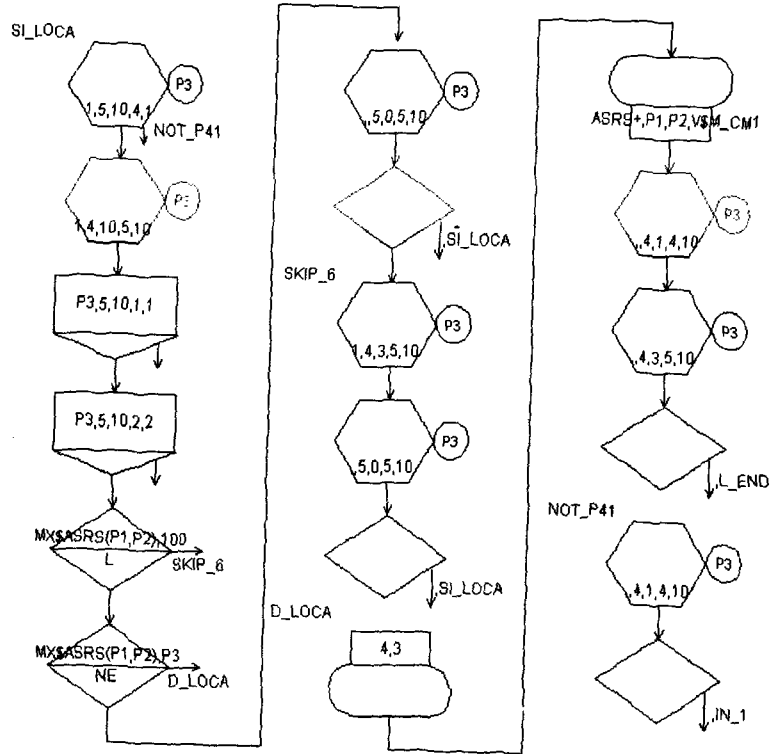 SI_LOCA
P3
1,5,10,4,1
NOT_P41
P3
1,4,10,5,10
P3,5,10,1,1
P3,5,10,2,2
MX$ASRS(P1,P2),100
L
SKIP_6
MX$ASRS(P1,P2),P3
NE
D_LOCA
P3
,,5,0,5,10
,SI_LOCA
SKIP_6
P3
1,4,3,5,10
P3
,,5,0,5,10
,SI_LOCA
D_LOCA
4,3
ASRS+,P1,P2,V$M_CM1
P3
,,4,1,4,10
P3
,,4,3,5,10
,L_END
NOT_P41
P3
,,4,1,4,10
,IN_1